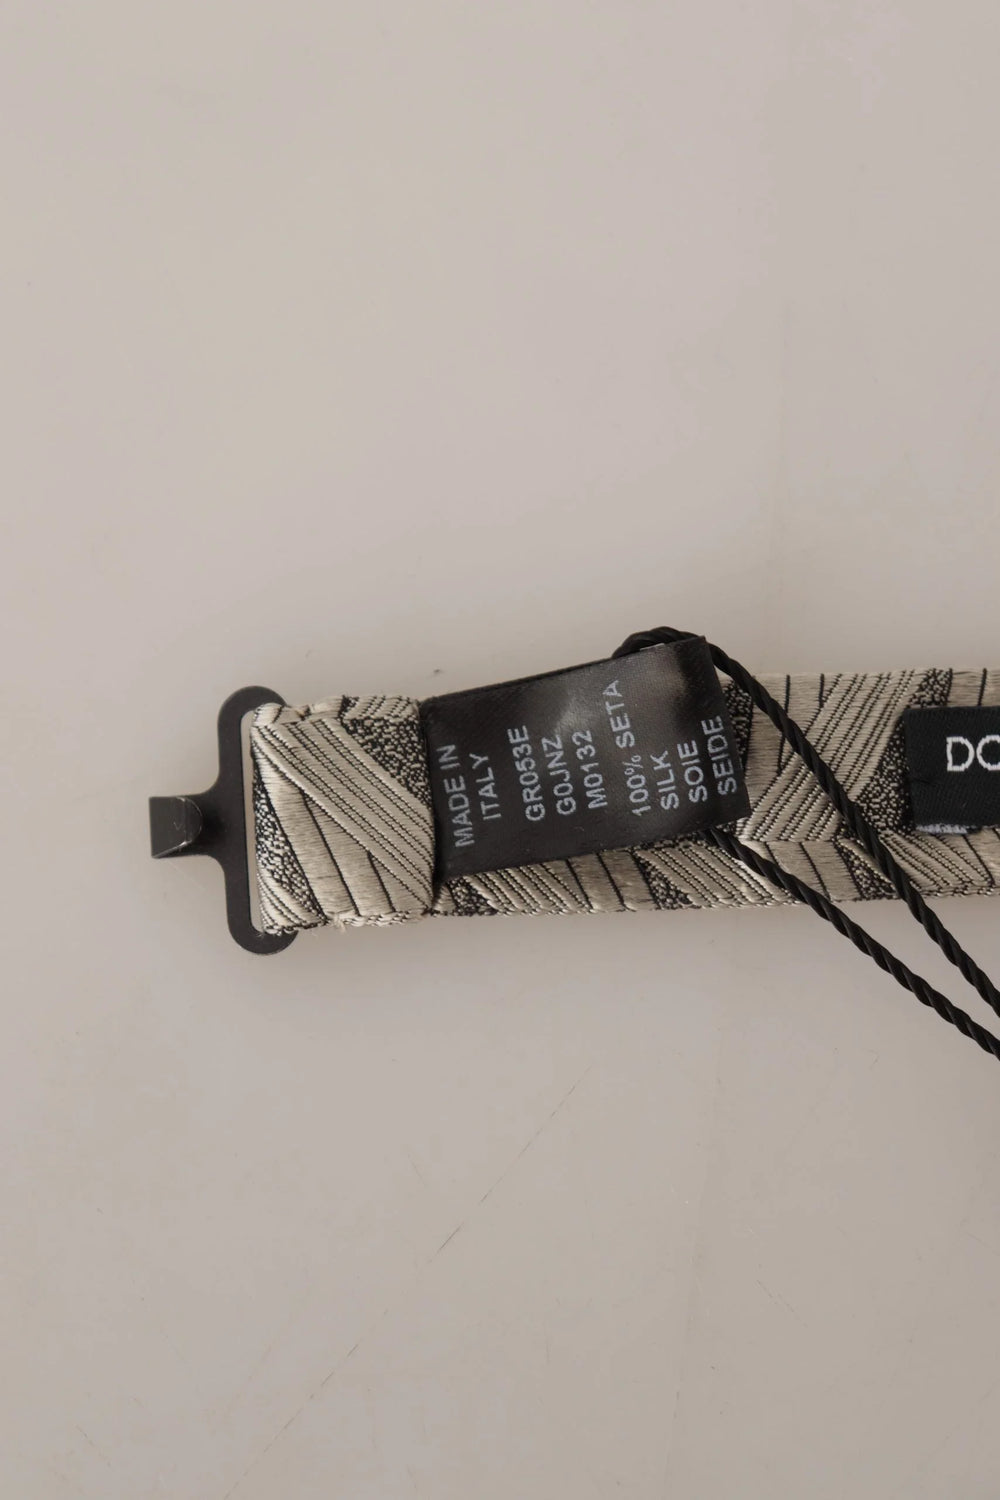 MADE IN
ITALY
GR053E
G0JNZ
M0132
100% SETA
SILK
SOIE
SEIDE
DO